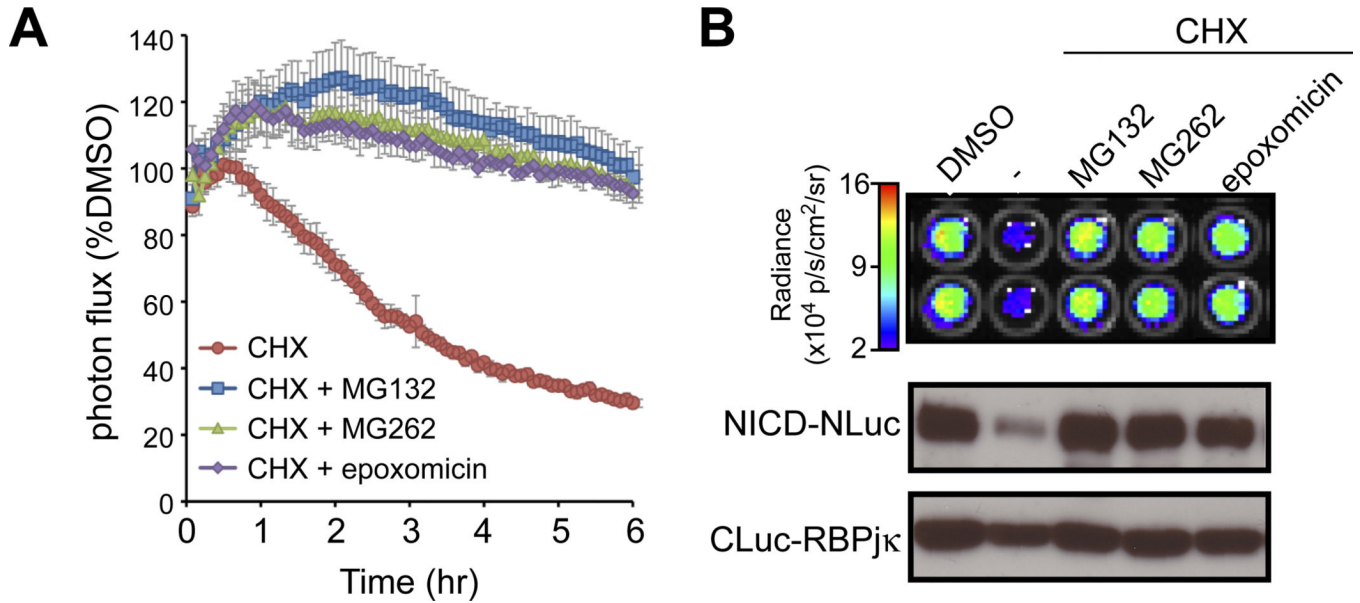 A
photon flux (%DMSO)
140
120
100
80
60
40
20
0
0 1 2 3 4 5 6
Time (hr)
CHX
CHX + MG132
CHX + MG262
CHX + epoxomicin
B
CHX
DMSO - MG132 MG262 epoxomicin
Radiance
(x10⁴ p/s/cm²/sr)
16
9
2
NICD-NLuc
CLuc-RBPjκ